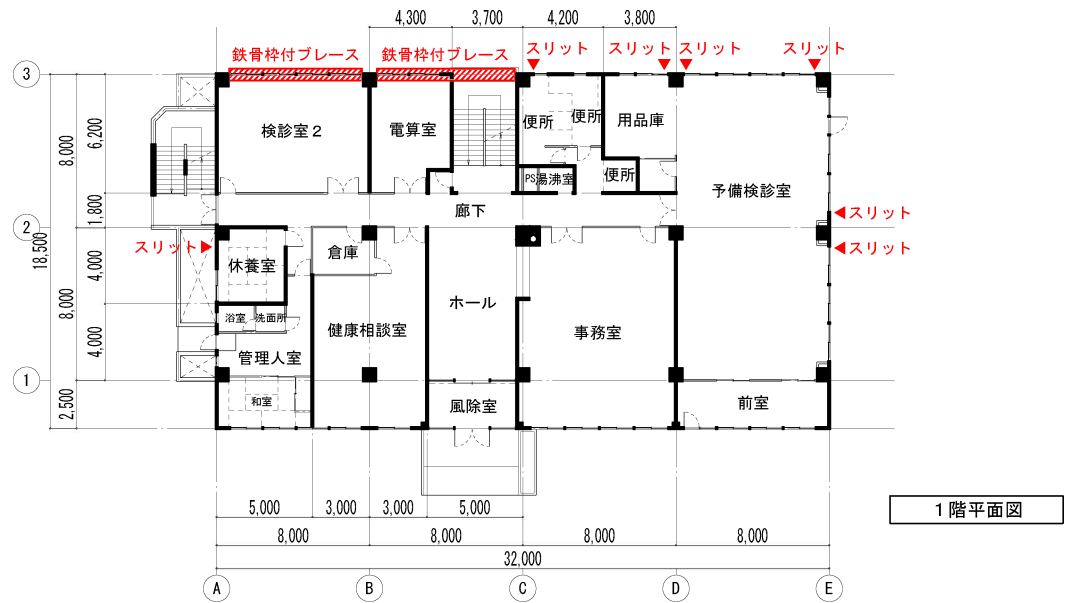 4,300
3,700
4,200
3,800
鉄骨枠付ブレース
鉄骨枠付ブレース
スリット
スリット
スリット
スリット
3
8,000
6,200
検診室2
電算室
便所
便所
用品庫
PS
湯沸室
便所
予備検診室
1,800
廊下
スリット
2
18,500
スリット
スリット
4,000
休養室
倉庫
ホール
8,000
浴室
洗面所
健康相談室
事務室
4,000
管理人室
1
2,500
和室
風除室
前室
5,000
3,000
3,000
5,000
1階平面図
8,000
8,000
8,000
8,000
32,000
A
B
C
D
E